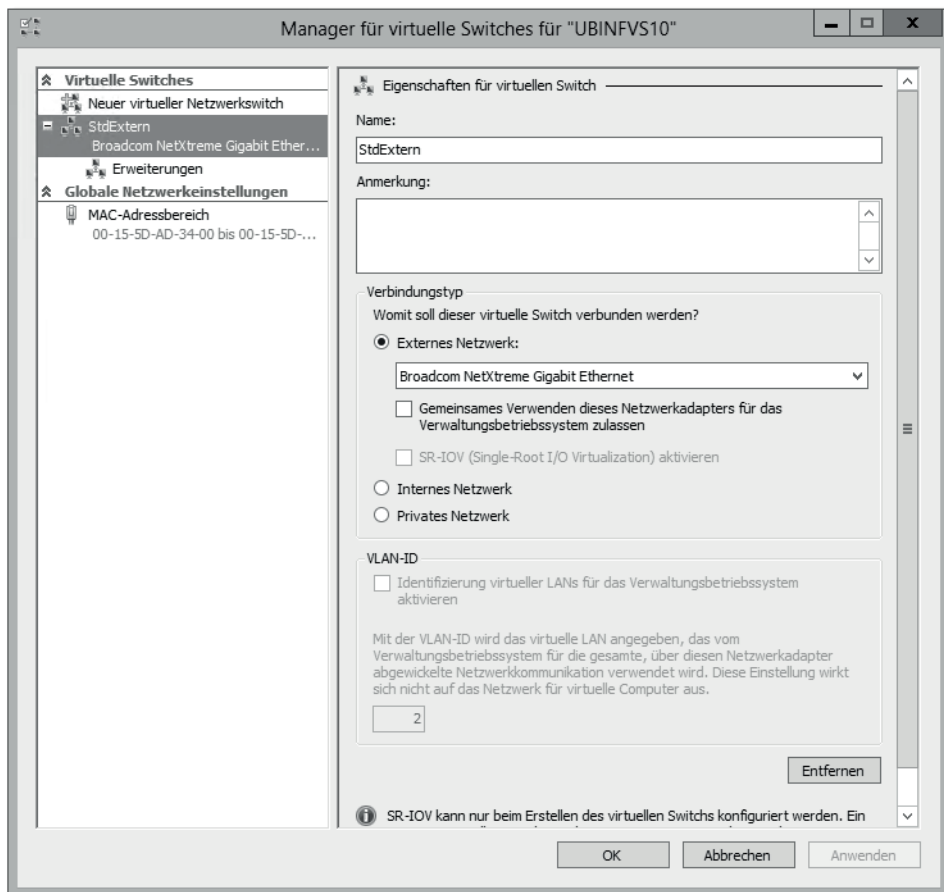 Manager für virtuelle Switches für "UBINFVS10"
Virtuelle Switches
Neuer virtueller Netzwerkswitch
StdExtern
Broadcom NetXtreme Gigabit Ether...
Erweiterungen
Globale Netzwerkeinstellungen
MAC-Adressbereich
00-15-5D-AD-34-00 bis 00-15-5D-...
Eigenschaften für virtuellen Switch
Name:
StdExtern
Anmerkung:
Verbindungstyp
Womit soll dieser virtuelle Switch verbunden werden?
Externes Netzwerk:
Broadcom NetXtreme Gigabit Ethernet
Gemeinsames Verwenden dieses Netzwerkadapters für das
Verwaltungsbetriebssystem zulassen
SR-IOV (Single-Root I/O Virtualization) aktivieren
Internes Netzwerk
Privates Netzwerk
VLAN-ID
Identifizierung virtueller LANs für das Verwaltungsbetriebssystem
aktivieren
Mit der VLAN-ID wird das virtuelle LAN angegeben, das vom
Verwaltungsbetriebssystem für die gesamte, über diesen Netzwerkadapter
abgewickelte Netzwerkkommunikation verwendet wird. Diese Einstellung wirkt
sich nicht auf das Netzwerk für virtuelle Computer aus.
2
Entfernen
SR-IOV kann nur beim Erstellen des virtuellen Switchs konfiguriert werden. Ein
OK
Abbrechen
Anwenden